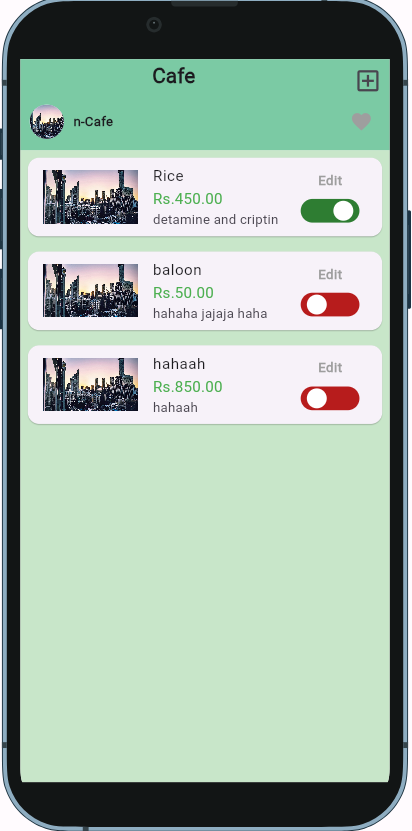 Cafe
n-Cafe
Rice
Edit
Rs.450.00
detamine and criptin
baloon
Edit
Rs.50.00
hahaha jajaja haha
hahaah
Edit
Rs.850.00
hahaah